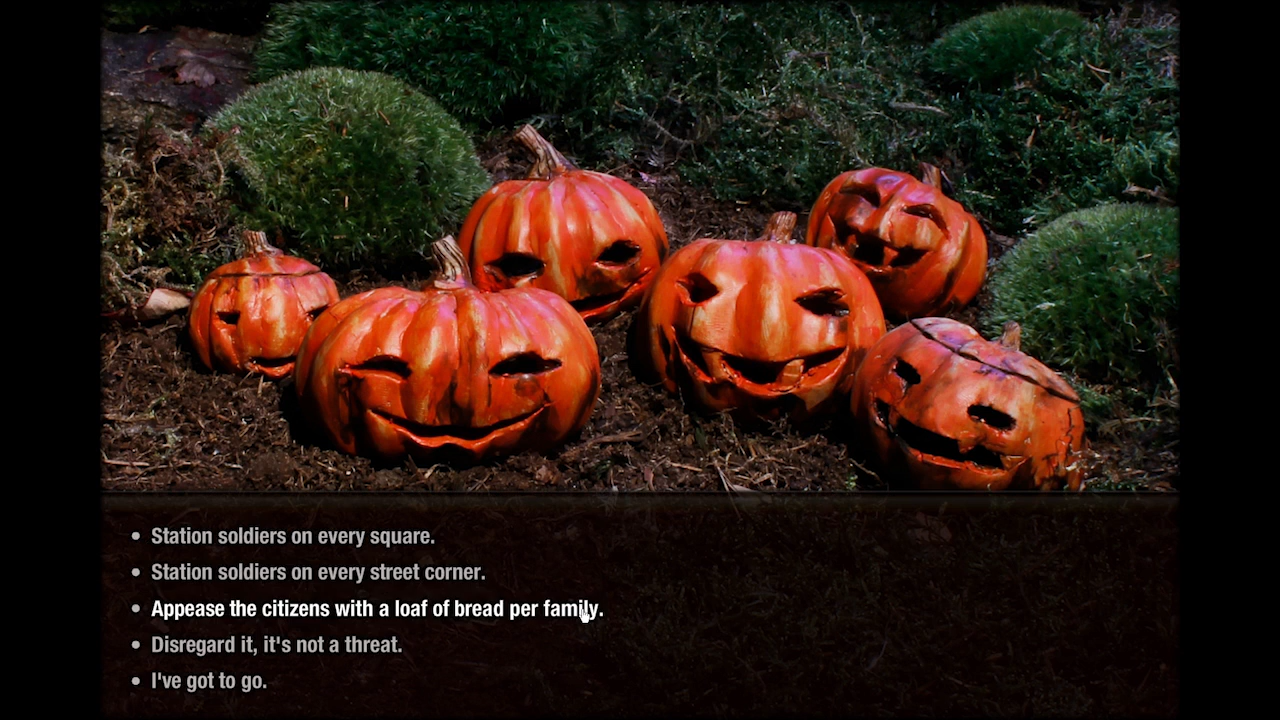 Station soldiers on every square.
Station soldiers on every street corner.
Appease the citizens with a loaf of bread per family.
Disregard it, it's not a threat.
I've got to go.